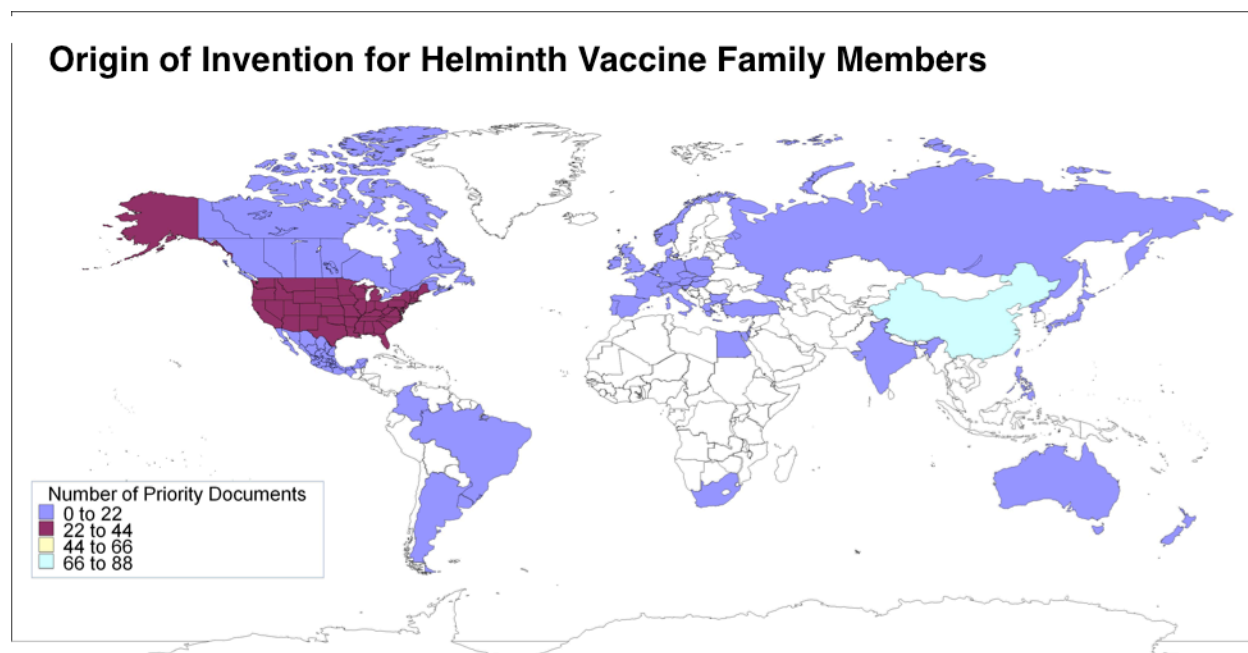 Origin of Invention for Helminth Vaccine Family Members
Number of Priority Documents
0 to 22
22 to 44
44 to 66
66 to 88